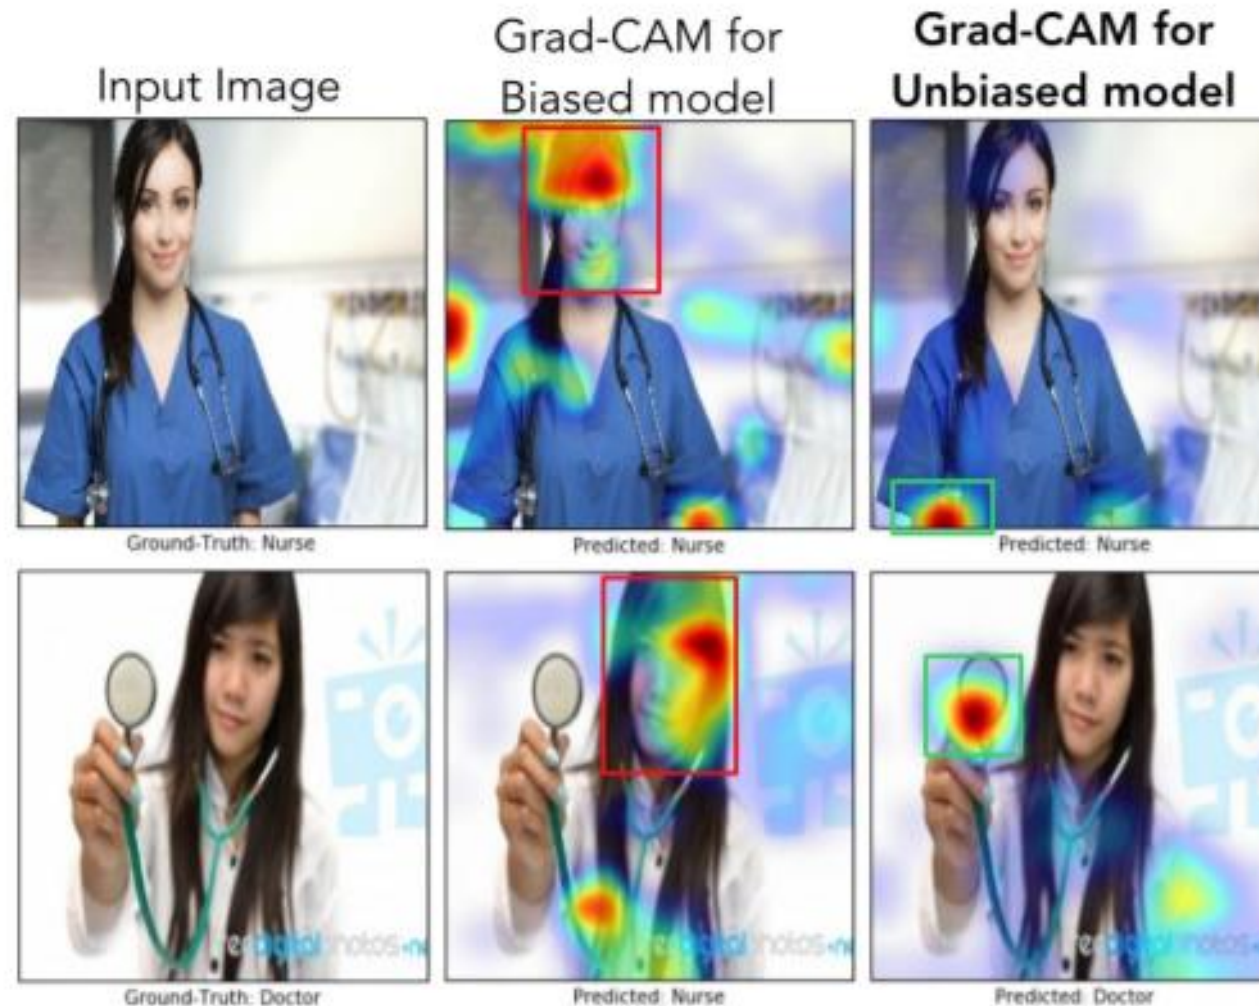 Input Image
Grad-CAM for
Biased model
Grad-CAM for
Unbiased model
Ground-Truth: Nurse
Predicted: Nurse
Predicted: Nurse
Ground-Truth: Doctor
Predicted: Nurse
Predicted: Doctor